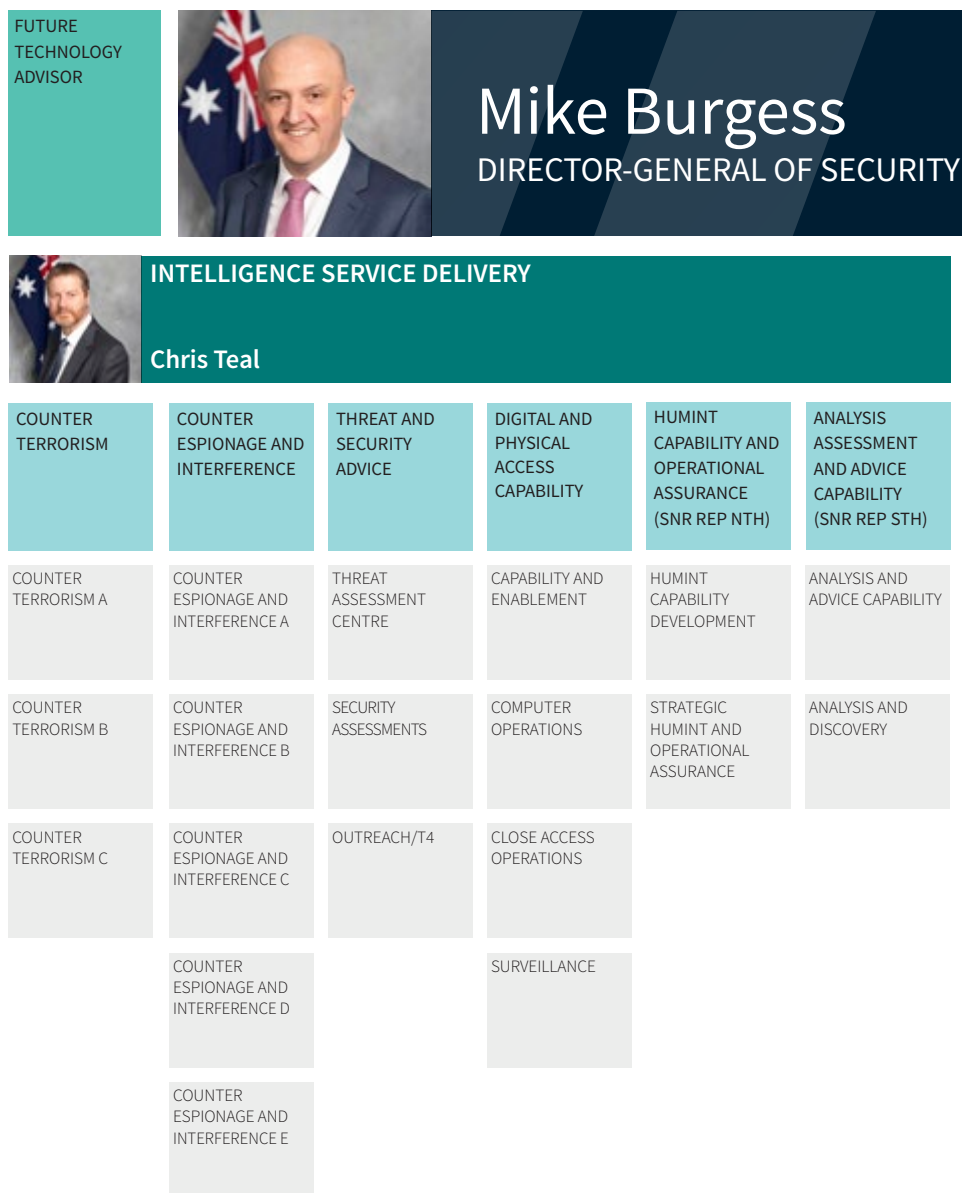 FUTURE
TECHNOLOGY
ADVISOR
Mike Burgess
DIRECTOR-GENERAL OF SECURITY
INTELLIGENCE SERVICE DELIVERY
Chris Teal
COUNTER
TERRORISM
COUNTER
ESPIONAGE AND
INTERFERENCE
THREAT AND
SECURITY
ADVICE
DIGITAL AND
PHYSICAL
ACCESS
CAPABILITY
HUMINT
CAPABILITY AND
OPERATIONAL
ASSURANCE
(SNR REP NTH)
ANALYSIS
ASSESSMENT
AND ADVICE
CAPABILITY
(SNR REP STH)
COUNTER
TERRORISM A
COUNTER
ESPIONAGE AND
INTERFERENCE A
THREAT
ASSESSMENT
CENTRE
CAPABILITY AND
ENABLEMENT
HUMINT
CAPABILITY
DEVELOPMENT
ANALYSIS AND
ADVICE CAPABILITY
COUNTER
TERRORISM B
COUNTER
ESPIONAGE AND
INTERFERENCE B
SECURITY
ASSESSMENTS
COMPUTER
OPERATIONS
STRATEGIC
HUMINT AND
OPERATIONAL
ASSURANCE
ANALYSIS AND
DISCOVERY
COUNTER
TERRORISM C
COUNTER
ESPIONAGE AND
INTERFERENCE C
OUTREACH/T4
CLOSE ACCESS
OPERATIONS
COUNTER
ESPIONAGE AND
INTERFERENCE D
SURVEILLANCE
COUNTER
ESPIONAGE AND
INTERFERENCE E